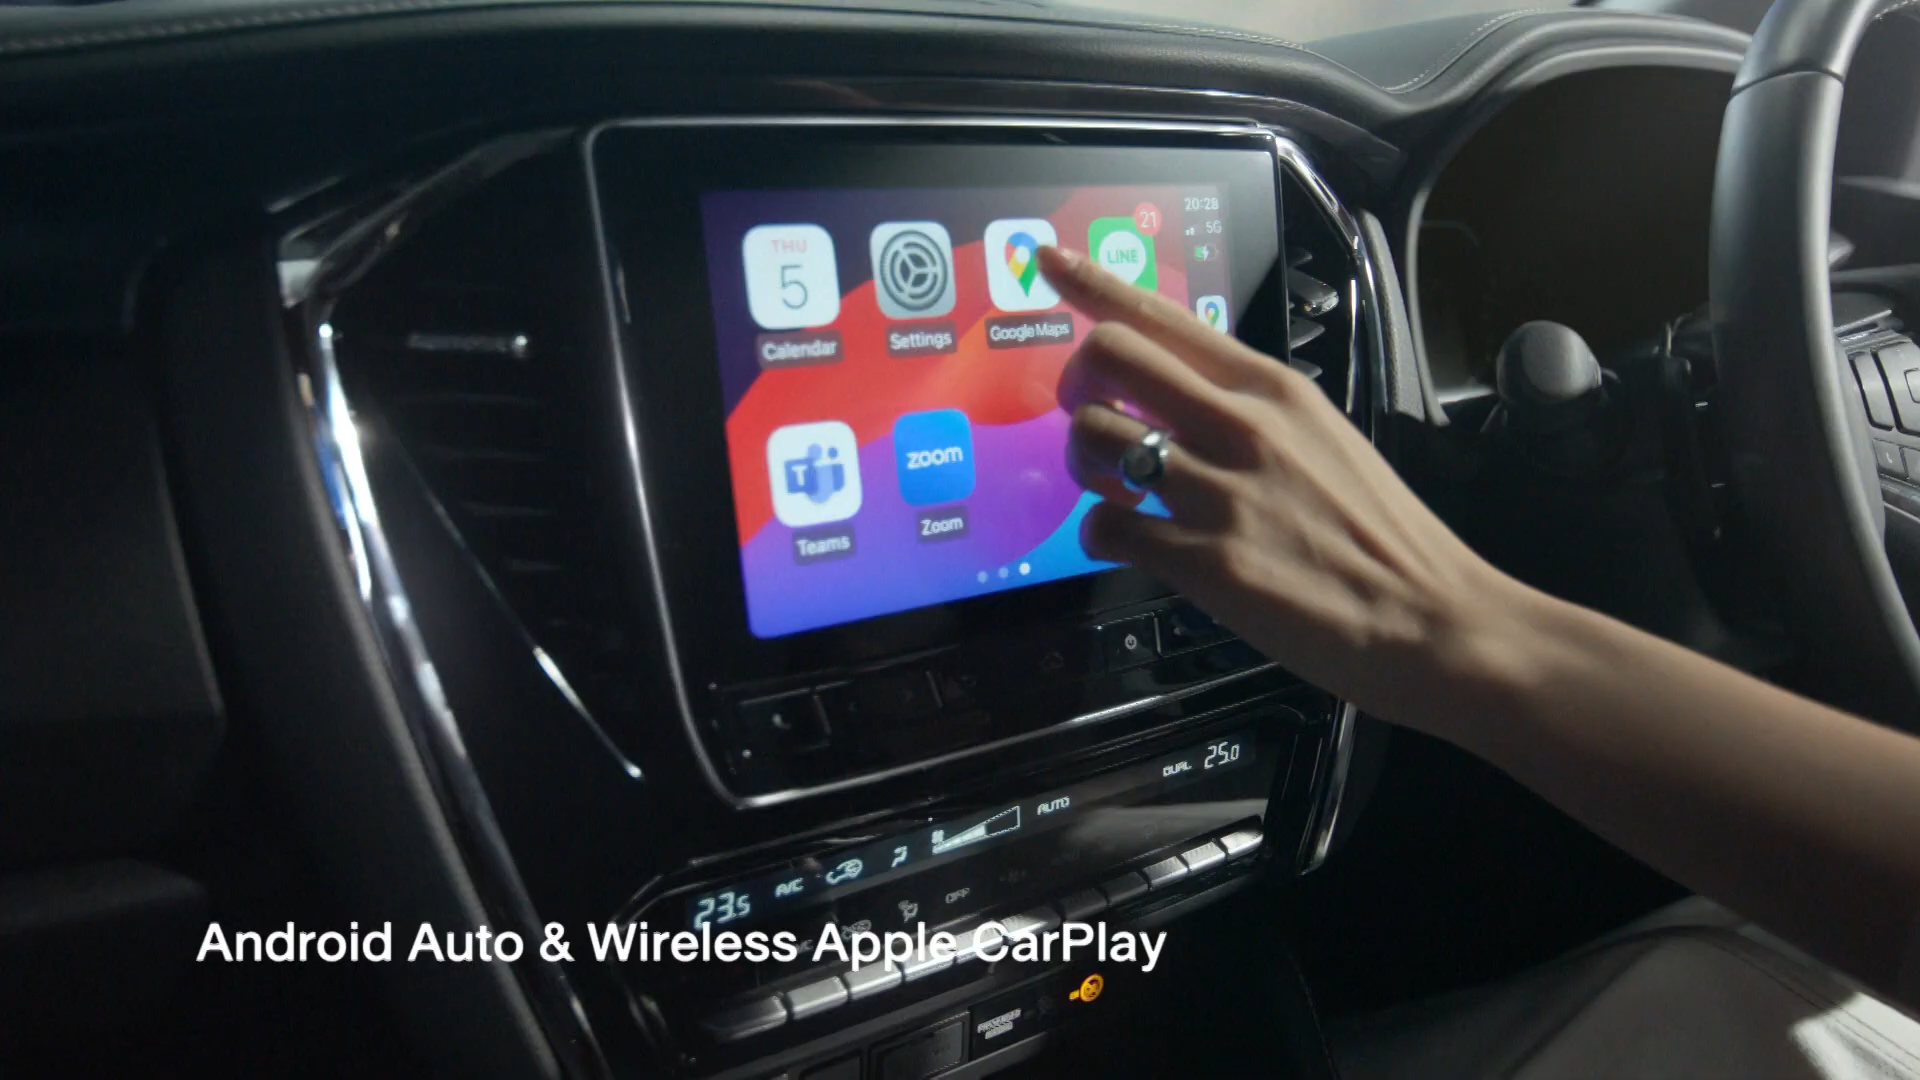 THU
5
21
LINE
20:28
5G
Calendar
Settings
Google Maps
T
zoom
Teams
Zoom
DUAL 25.0
AUTO
23.5 A/C
OFF
PASSENGER
Android Auto & Wireless Apple CarPlay